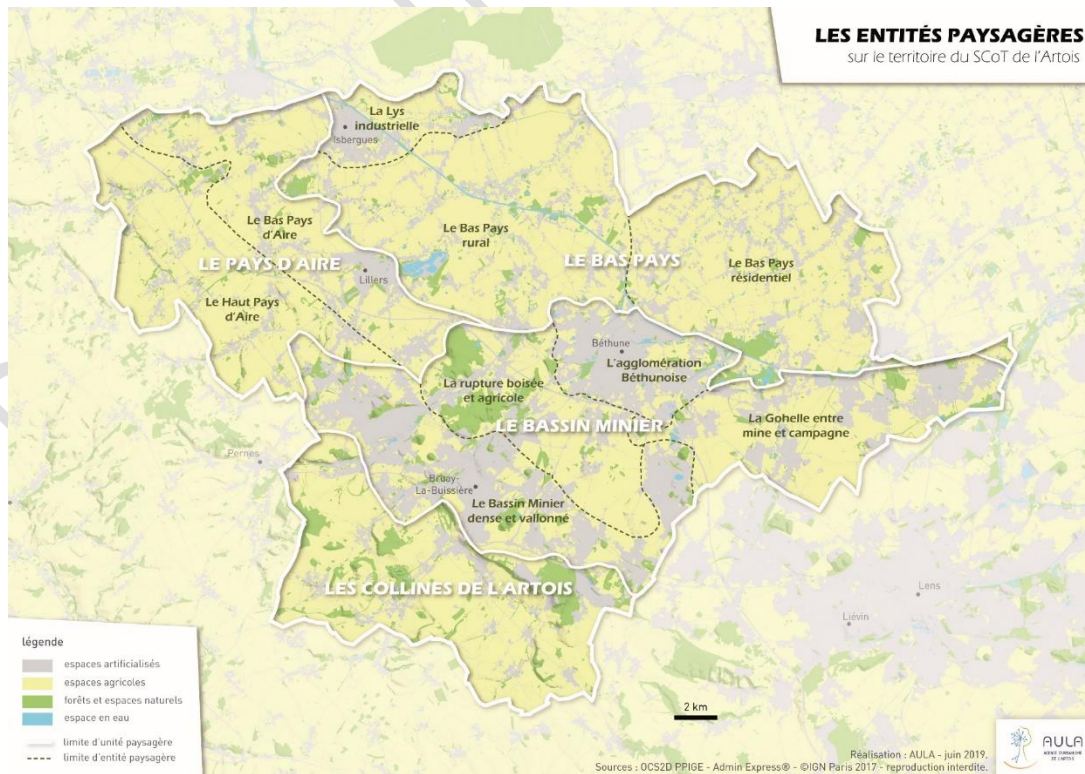 LES ENTITÉS PAYSAGÈRES
sur le territoire du SCoT de l'Artois
La Lys
industrielle
Isbergues
Le Bas Pays
d'Aire
Le Bas Pays
rural
LE PAYS D'AIRE
LE BAS PAYS
Le Bas Pays
résidentiel
Lillers
Le Haut Pays
d'Aire
Béthune
L'agglomération
Béthunoise
La rupture boisée
et agricole
LE BASSIN MINIER
La Gohelle entre
mine et campagne
Pernes
Bruay-
La-Buissière
Le Bassin Minier
dense et vallonné
LES COLLINES DE L'ARTOIS
Lens
Liévin
légende
espaces artificialisés
espaces agricoles
forêts et espaces naturels
espace en eau
limite d'unité paysagère
limite d'entité paysagère
2 km
Réalisation : AULA - juin 2019.
Sources : OCS2D PPIGE - Admin Express® - ©IGN Paris 2017 - reproduction interdite.
AULA
AGENCE D'URBANISME
DE L'ARTOIS